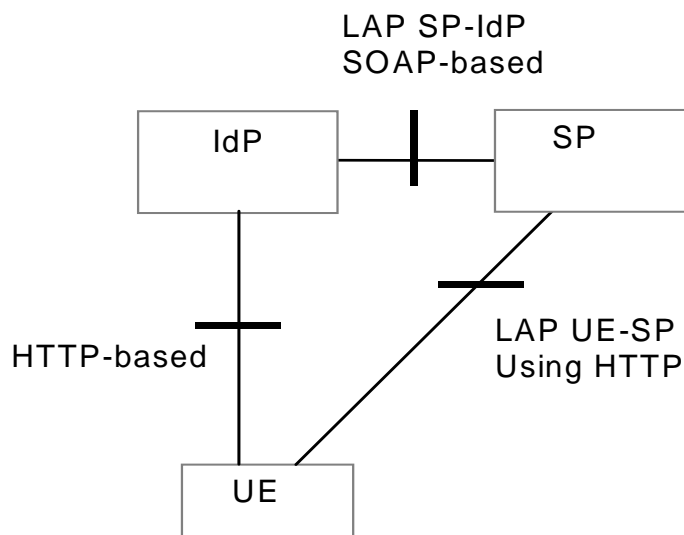 LAP SP-IdP
SOAP-based
IdP
SP
HTTP-based
LAP UE-SP
Using HTTP
UE